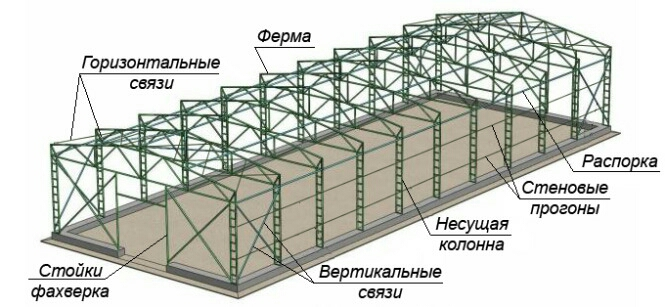 Ферма
Горизонтальные
связи
Распорка
Стеновые
прогоны
Несущая
колонна
Стойки
фахверка
Вертикальные
связи